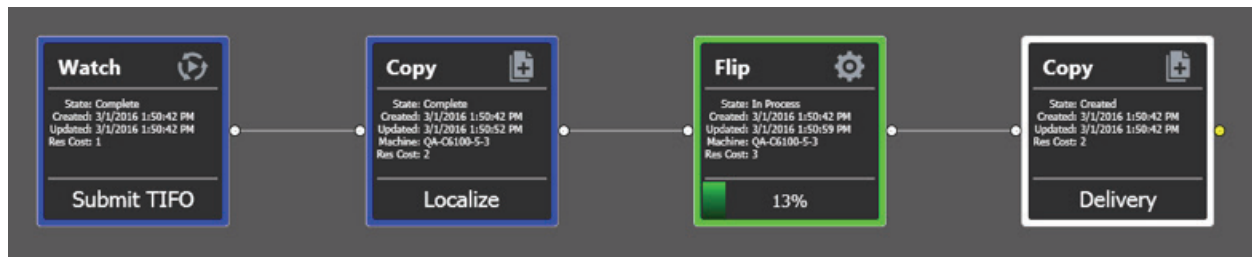 Watch
State: Complete
Created: 3/1/2016 1:50:42 PM
Updated: 3/1/2016 1:50:42 PM
Res Cost: 1
Submit TIFO
Copy
State: Complete
Created: 3/1/2016 1:50:42 PM
Updated: 3/1/2016 1:50:52 PM
Machine: QA-C6100-5-3
Res Cost: 2
Localize
Flip
State: In Process
Created: 3/1/2016 1:50:42 PM
Updated: 3/1/2016 1:50:59 PM
Machine: QA-C6100-5-3
Res Cost: 3
13%
Copy
State: Created
Created: 3/1/2016 1:50:42 PM
Updated: 3/1/2016 1:50:42 PM
Res Cost: 2
Delivery